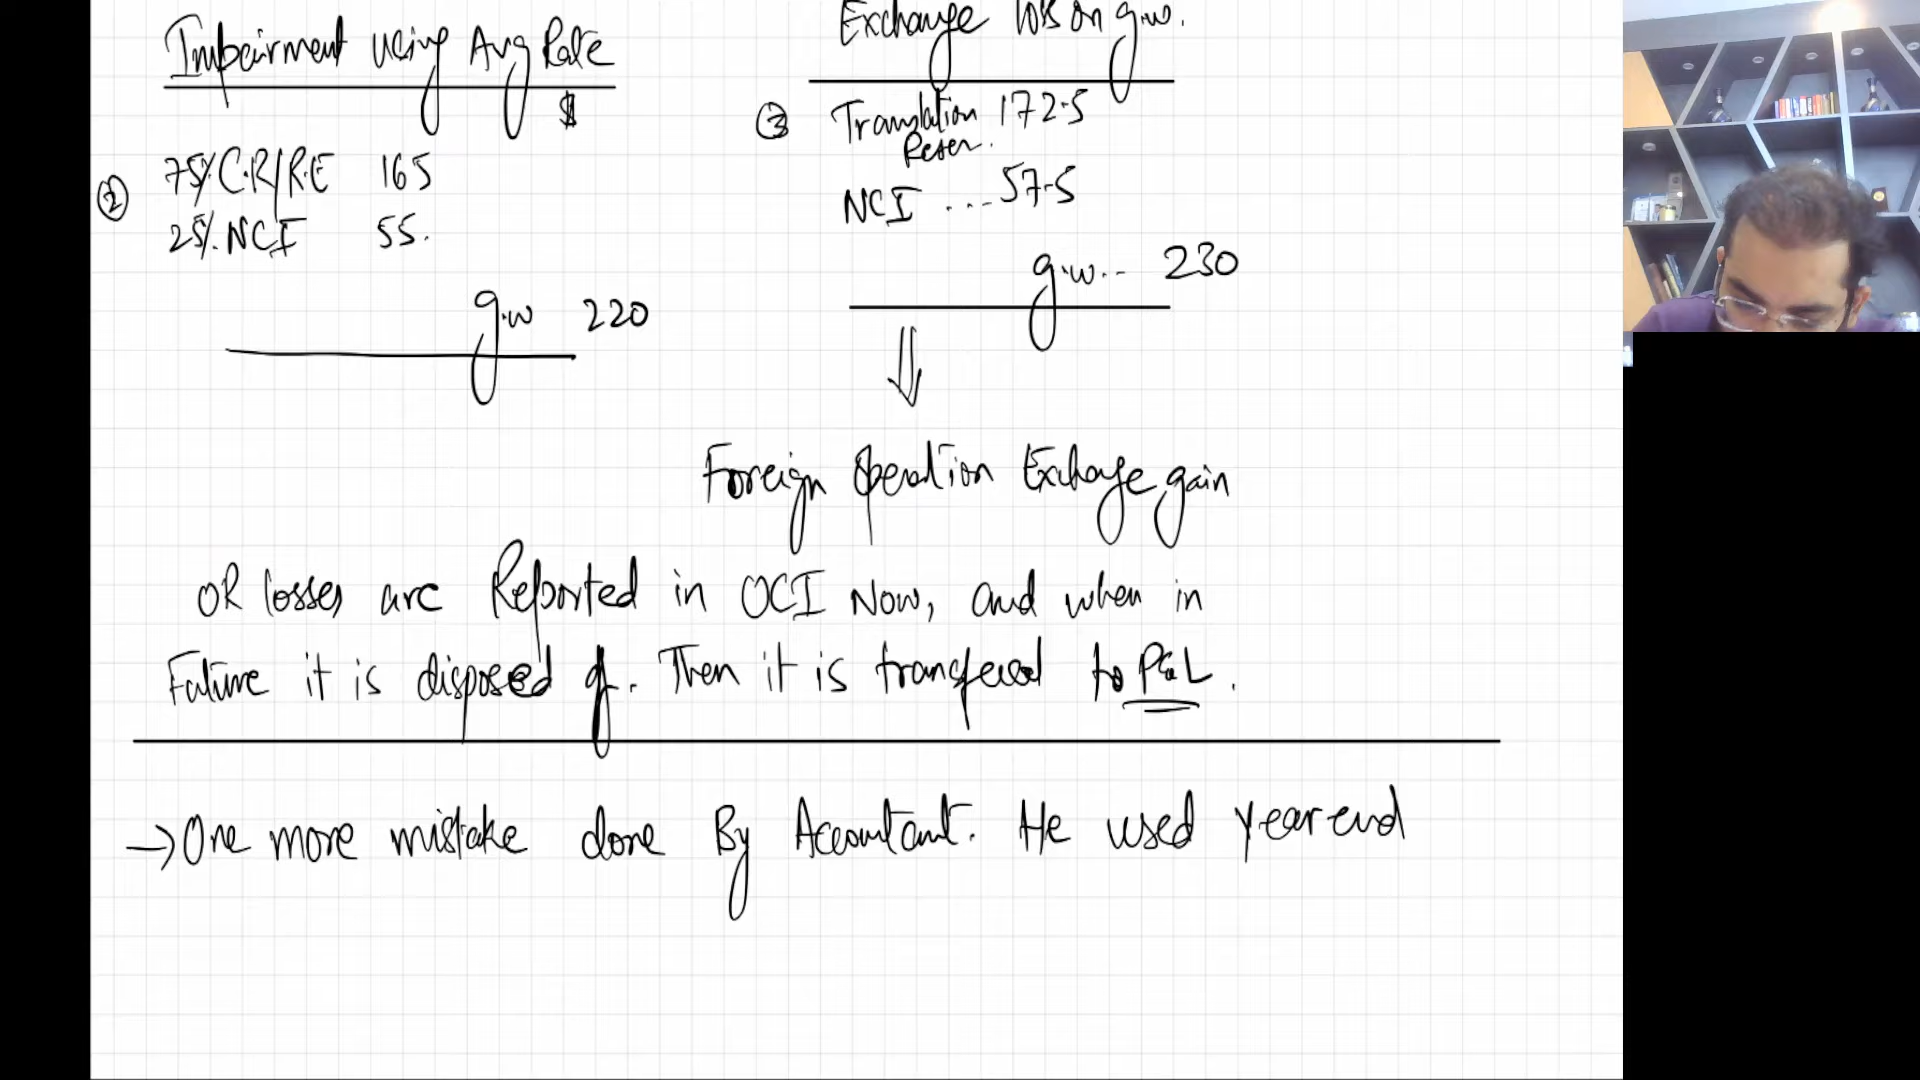 Impairment using Avg Rate
$
② 75% C.R/R.E 165
25% NCI 55.
g.w 220
Exchange loss on g.w.
③ Translation 172.5
Reser.
NCI ... 57.5
g.w.. 230
Foreign operation Exchange gain
OR losses are Reported in OCI Now, and when in
Future it is disposed of. Then it is transfered to P&L.
→ One more mistake done By Accountant. He used year end